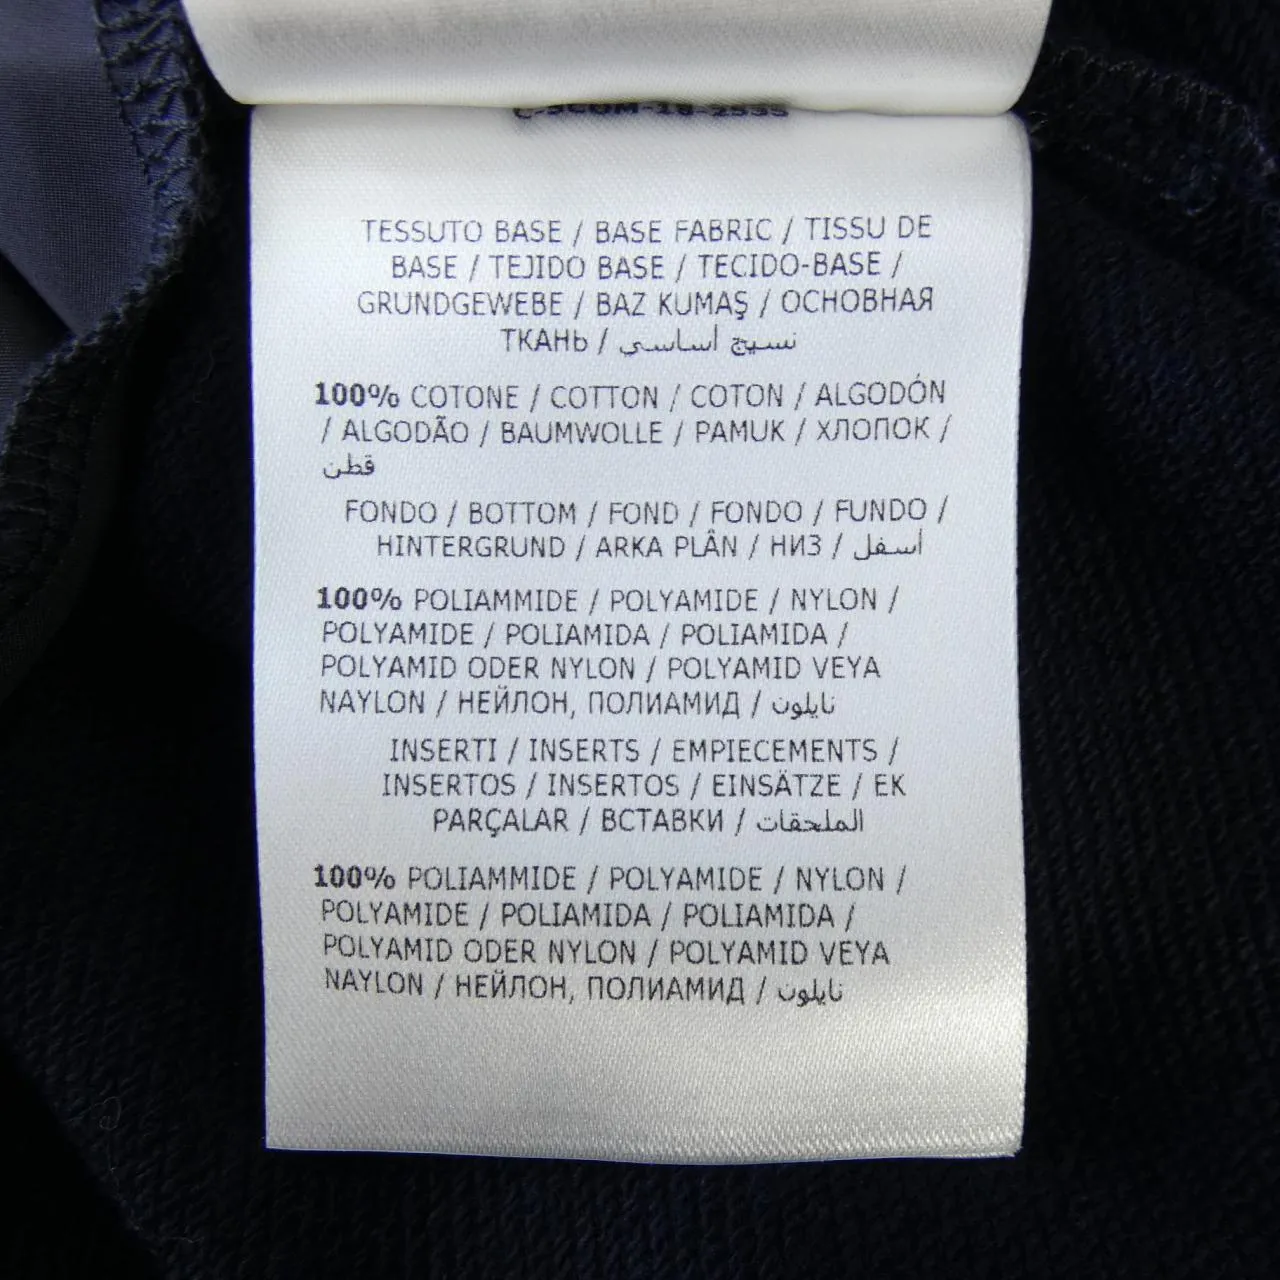 TESSUTO BASE / BASE FABRIC / TISSU DE
BASE / TEJIDO BASE / TECIDO-BASE /
GRUNDGEWEBE / BAZ KUMAŞ / ОСНОВНАЯ
ТКАНЬ / نسيج أساسي
100% COTONE / COTTON / COTON / ALGODÓN
/ ALGODÃO / BAUMWOLLE / PAMUK / ХЛОПОК /
قطن
FONDO / BOTTOM / FOND / FONDO / FUNDO /
HINTERGRUND / ARKA PLÂN / НИЗ / أسفل
100% POLIAMMIDE / POLYAMIDE / NYLON /
POLYAMIDE / POLIAMIDA / POLIAMIDA /
POLYAMID ODER NYLON / POLYAMID VEYA
NAYLON / НЕЙЛОН, ПОЛИАМИД / نايلون
INSERTI / INSERTS / EMPIECEMENTS /
INSERTOS / INSERTOS / EINSÄTZE / EK
PARÇALAR / ВСТАВКИ / الملحقات
100% POLIAMMIDE / POLYAMIDE / NYLON /
POLYAMIDE / POLIAMIDA / POLIAMIDA /
POLYAMID ODER NYLON / POLYAMID VEYA
NAYLON / НЕЙЛОН, ПОЛИАМИД / نايلون